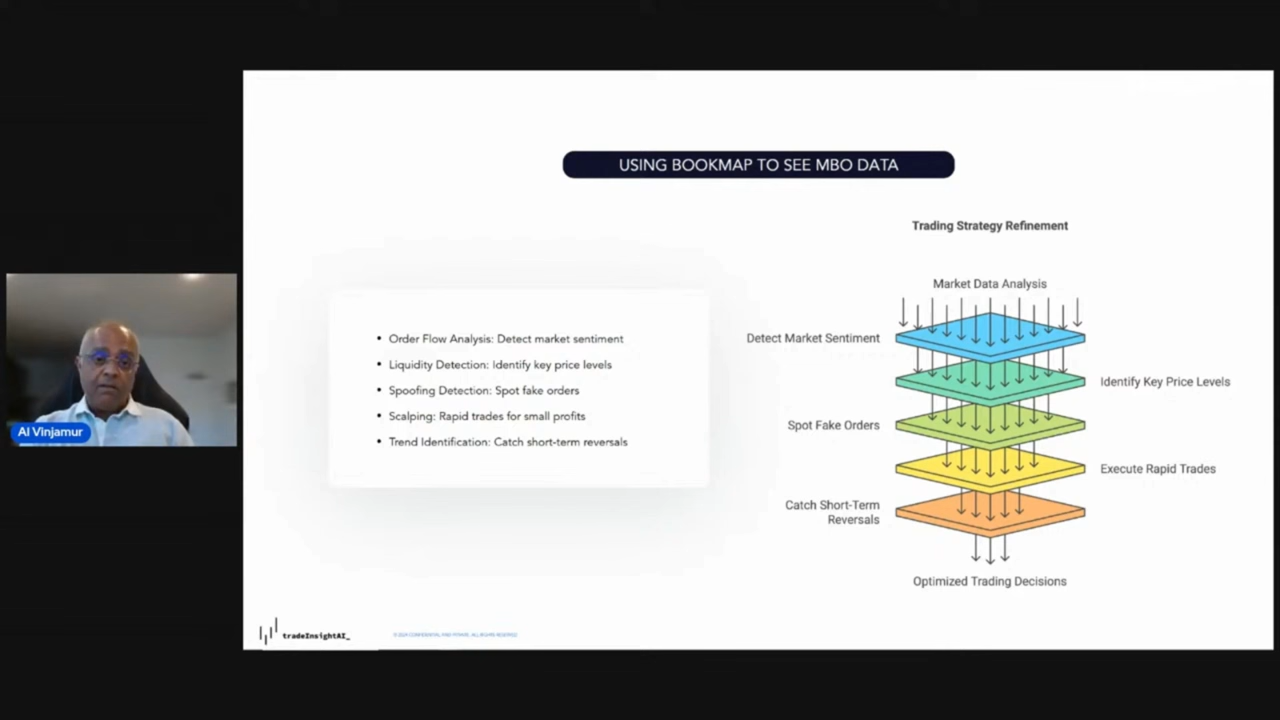 USING BOOKMAP TO SEE MBO DATA
• Order Flow Analysis: Detect market sentiment
• Liquidity Detection: Identify key price levels
• Spoofing Detection: Spot fake orders
• Scalping: Rapid trades for small profits
• Trend Identification: Catch short-term reversals
Trading Strategy Refinement
Market Data Analysis
Detect Market Sentiment
Identify Key Price Levels
Spot Fake Orders
Execute Rapid Trades
Catch Short-Term
Reversals
Optimized Trading Decisions
Al Vinjamur
tradeInsightAI_
ALL RIGHTS RESERVED.